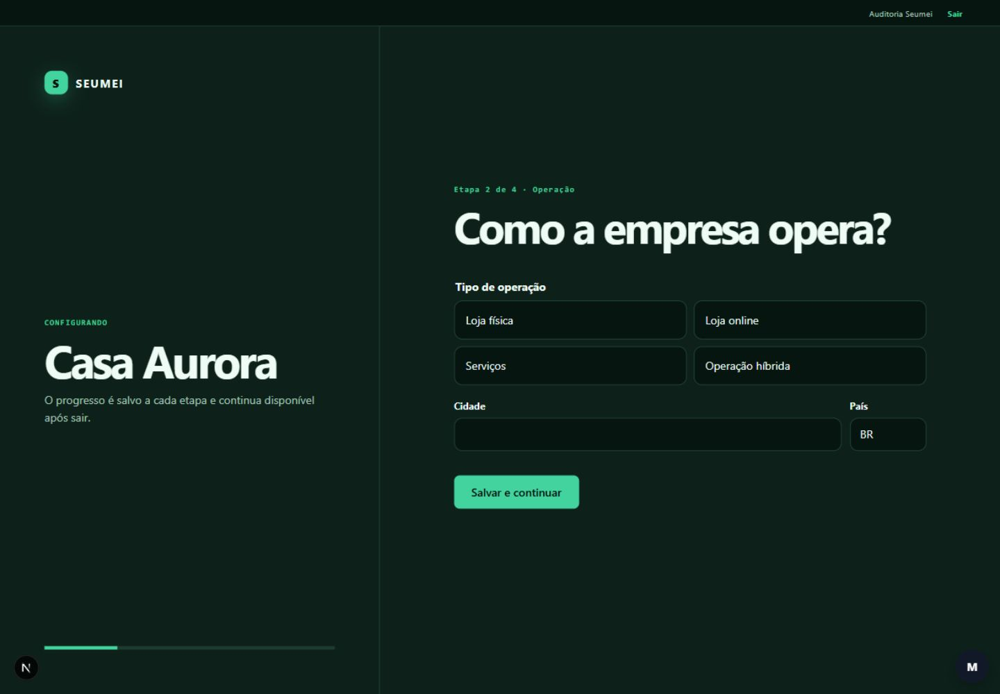 Auditoria Seumei Sair
S SEUMEI
CONFIGURANDO
Casa Aurora
O progresso é salvo a cada etapa e continua disponível
após sair.
Etapa 2 de 4 · Operação
Como a empresa opera?
Tipo de operação
Loja física Loja online
Serviços Operação híbrida
Cidade País
BR
Salvar e continuar
N
M